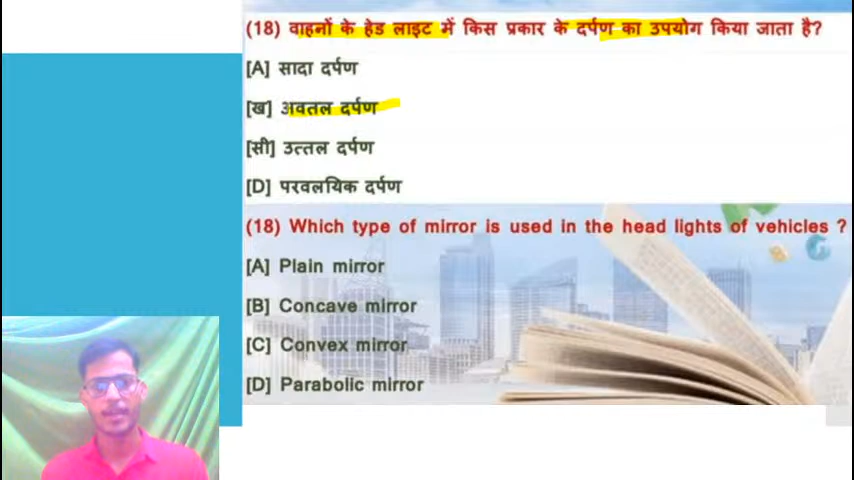 (18) वाहनों के हेड लाइट में किस प्रकार के दर्पण का उपयोग किया जाता है?
[A] सादा दर्पण
[ख] अवतल दर्पण
[सी] उत्तल दर्पण
[D] परवलयिक दर्पण
(18) Which type of mirror is used in the head lights of vehicles ?
[A] Plain mirror
[B] Concave mirror
[C] Convex mirror
[D] Parabolic mirror